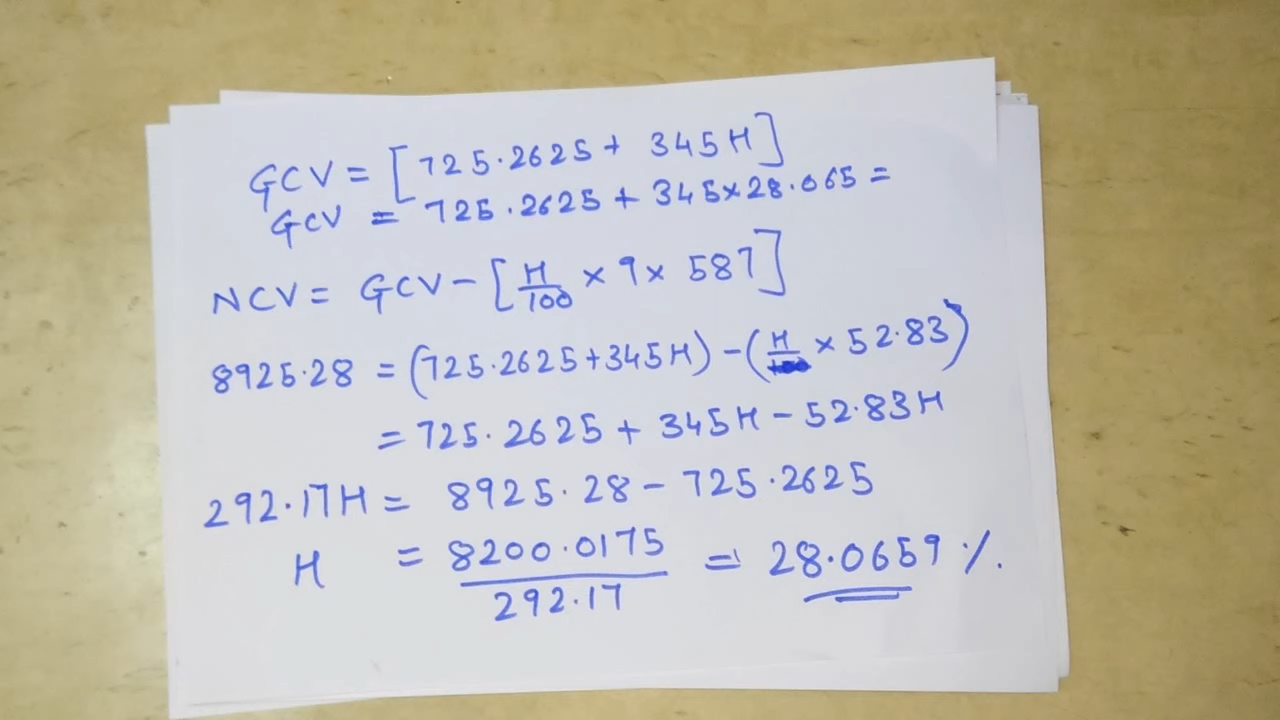 GCV = [725.2625 + 345H]
GCV = 725.2625 + 345×28.065 =
NCV = GCV - [H/100 × 9 × 587]
8925.28 = (725.2625+345H) - (H × 52.83)
= 725.2625 + 345H - 52.83H
292.17H = 8925.28 - 725.2625
H = 8200.0175/292.17 = 28.0659 %.